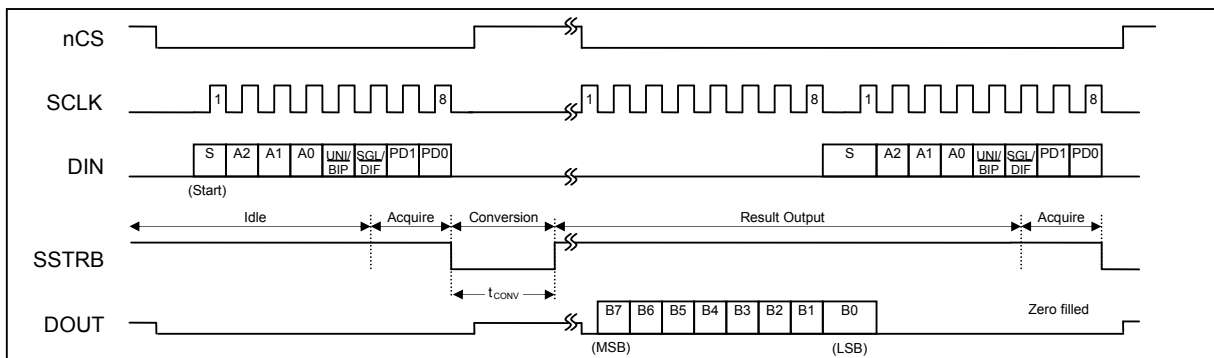 nCS
SCLK
1 8 1 8 1 8
DIN
S A2 A1 A0 UNI/BIP SGL/DIF PD1 PD0 S A2 A1 A0 UNI/BIP SGL/DIF PD1 PD0
(Start)
Idle Acquire Conversion Result Output Acquire
SSTRB
tCONV
DOUT
B7 B6 B5 B4 B3 B2 B1 B0 Zero filled
(MSB) (LSB)